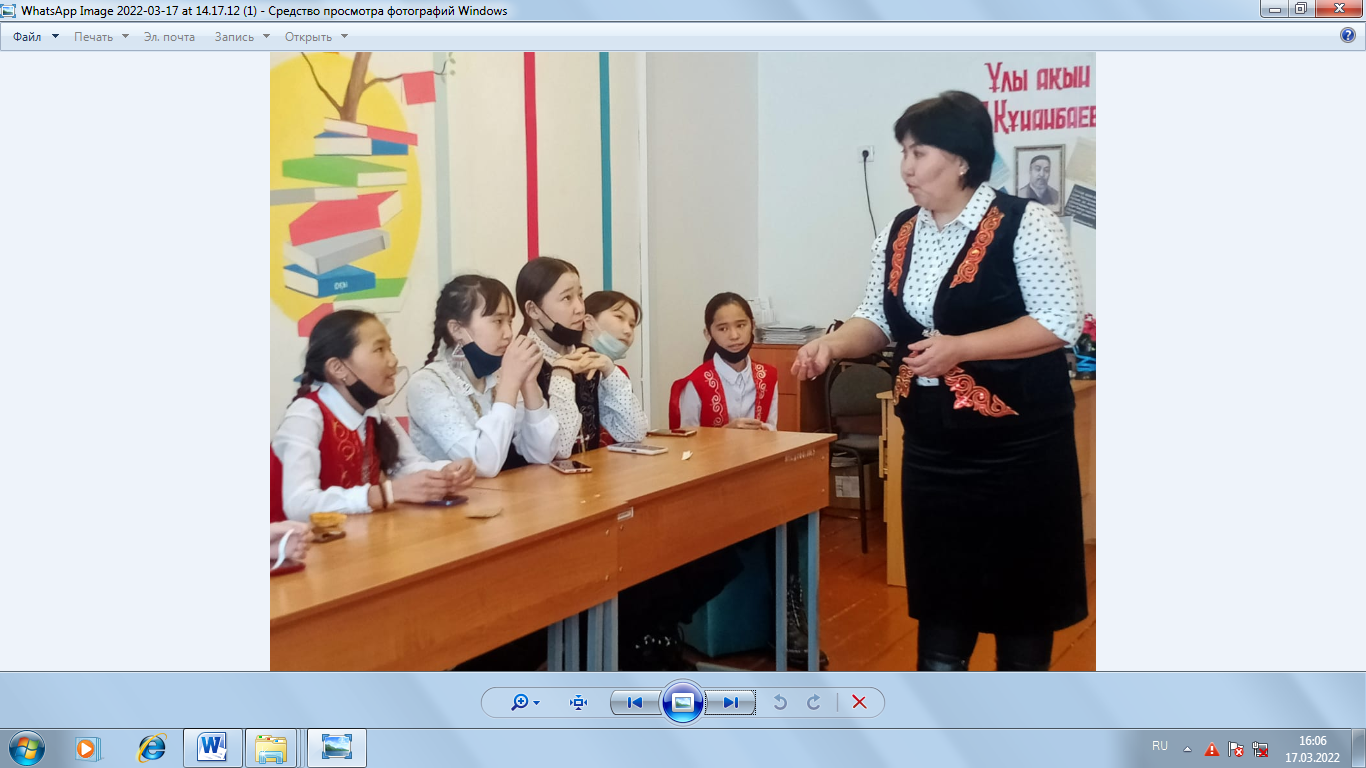 WhatsApp Image 2022-03-17 at 14.17.12 (1) - Средство просмотра фотографий Windows
Файл Печать Эл. почта Запись Открыть
Ұлы ақын
Құнанбаев
RU
16:06
17.03.2022